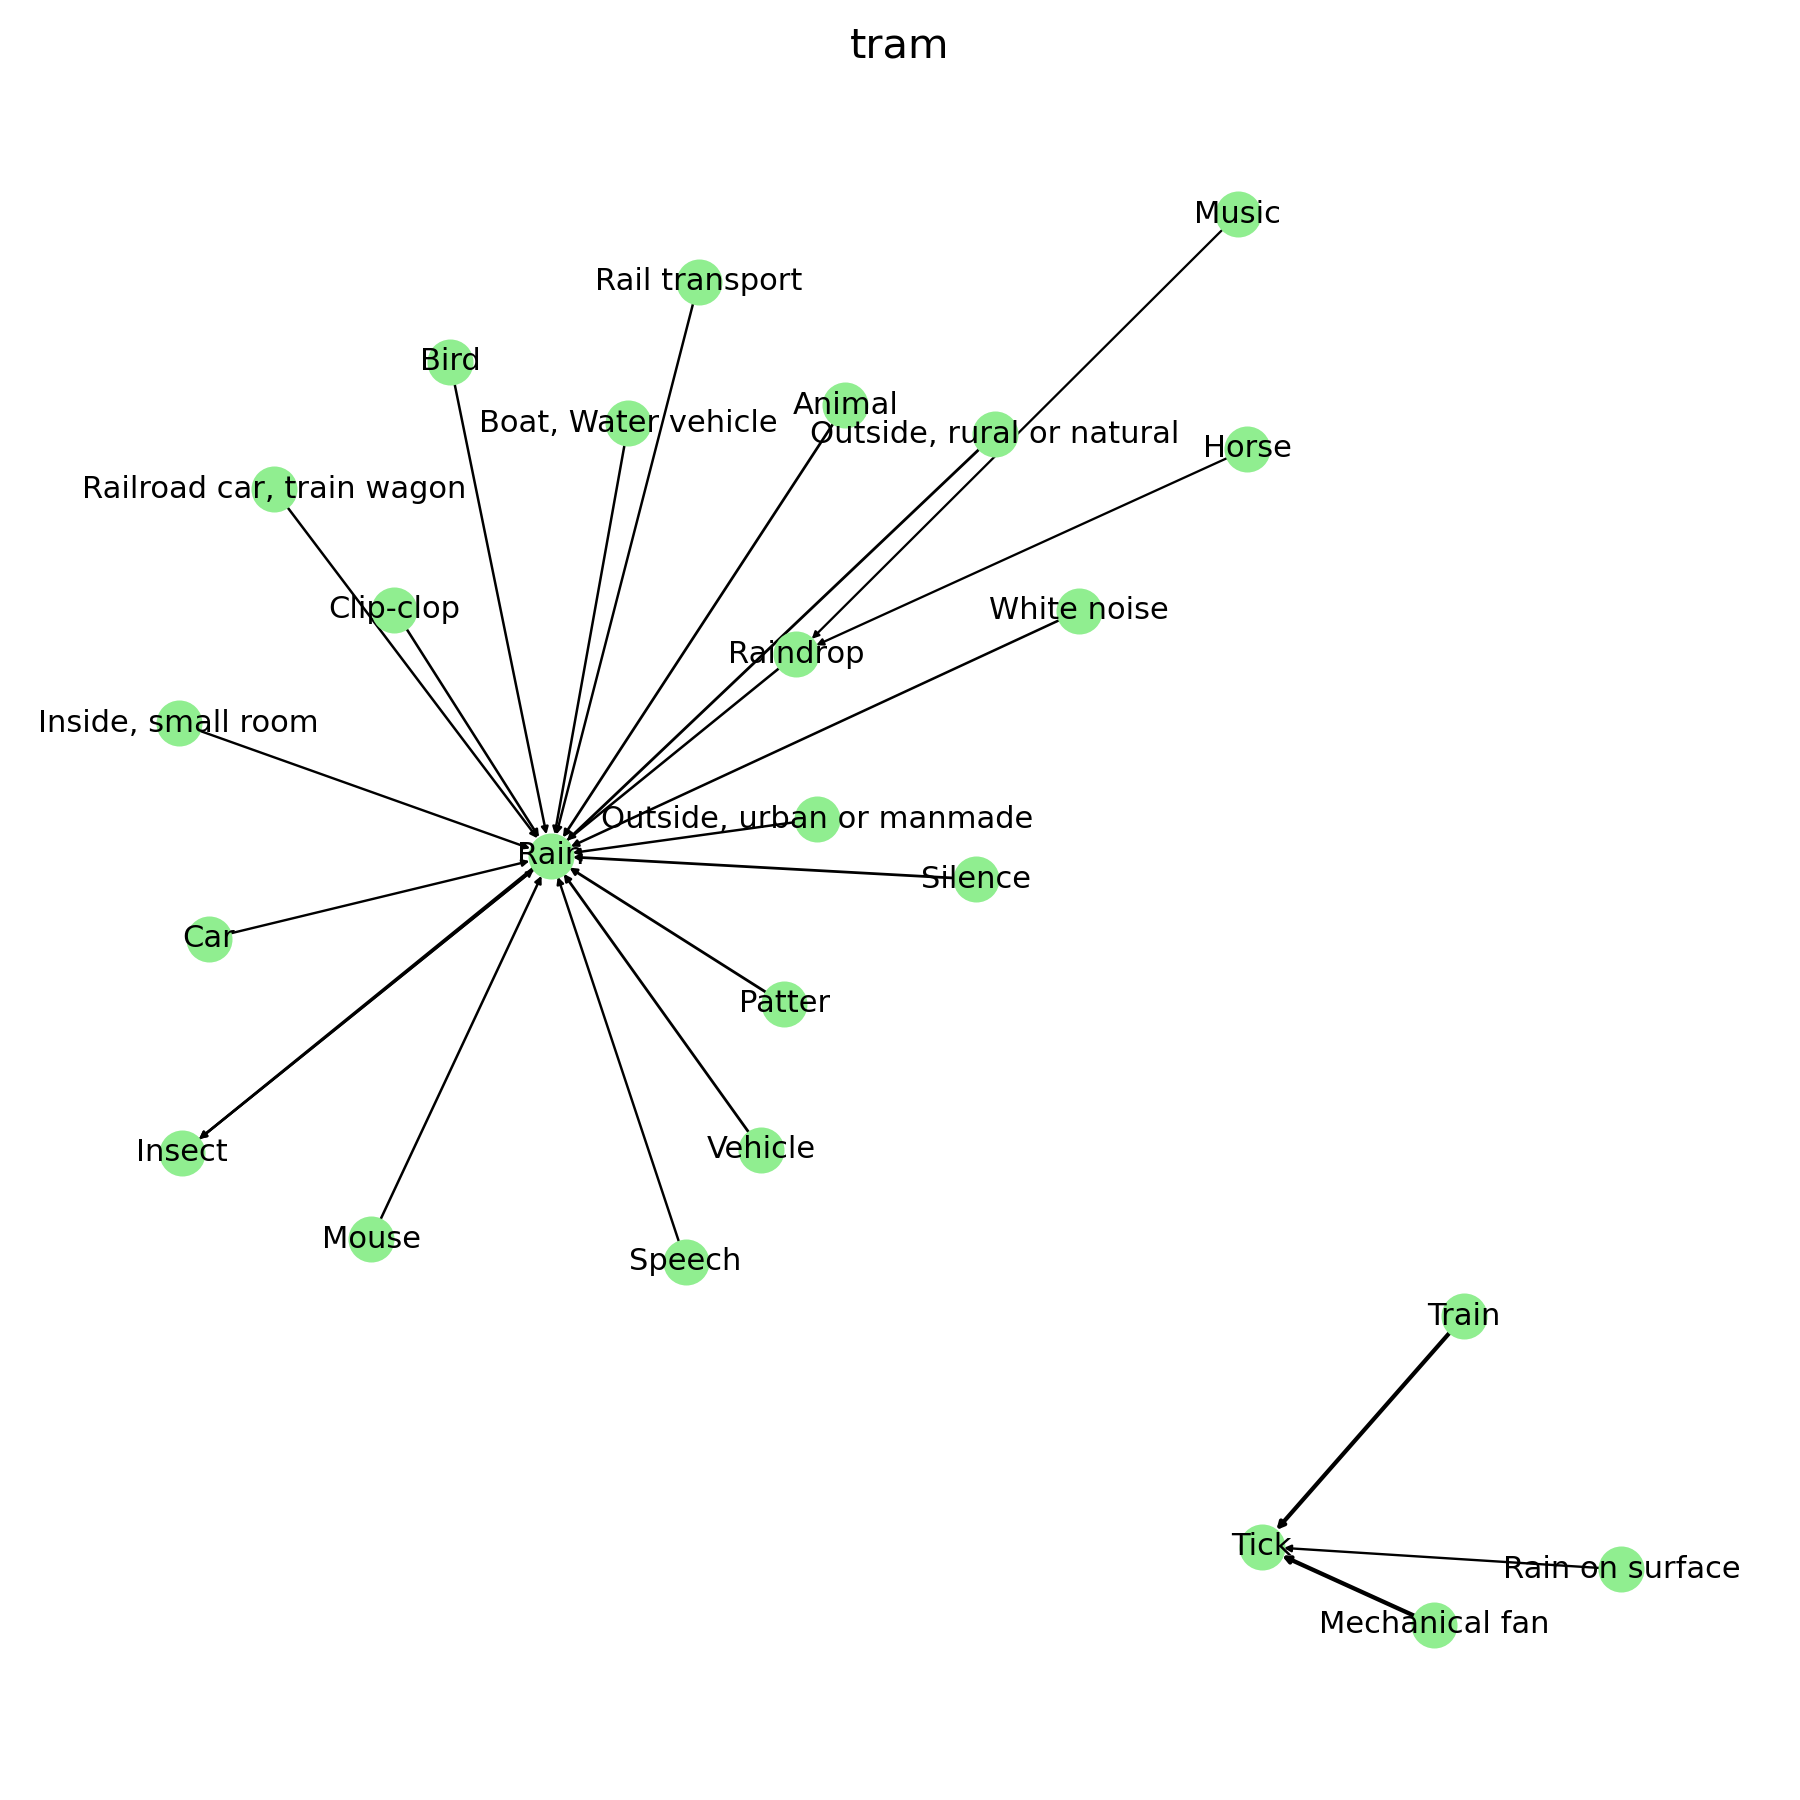 tram
Music
Rail transport
Bird
Animal
Boat, Water vehicle
Outside, rural or natural
Horse
Railroad car, train wagon
Clip-clop
White noise
Raindrop
Inside, small room
Outside, urban or manmade
Rain
Silence
Car
Patter
Insect
Vehicle
Mouse
Speech
Train
Tick
Rain on surface
Mechanical fan